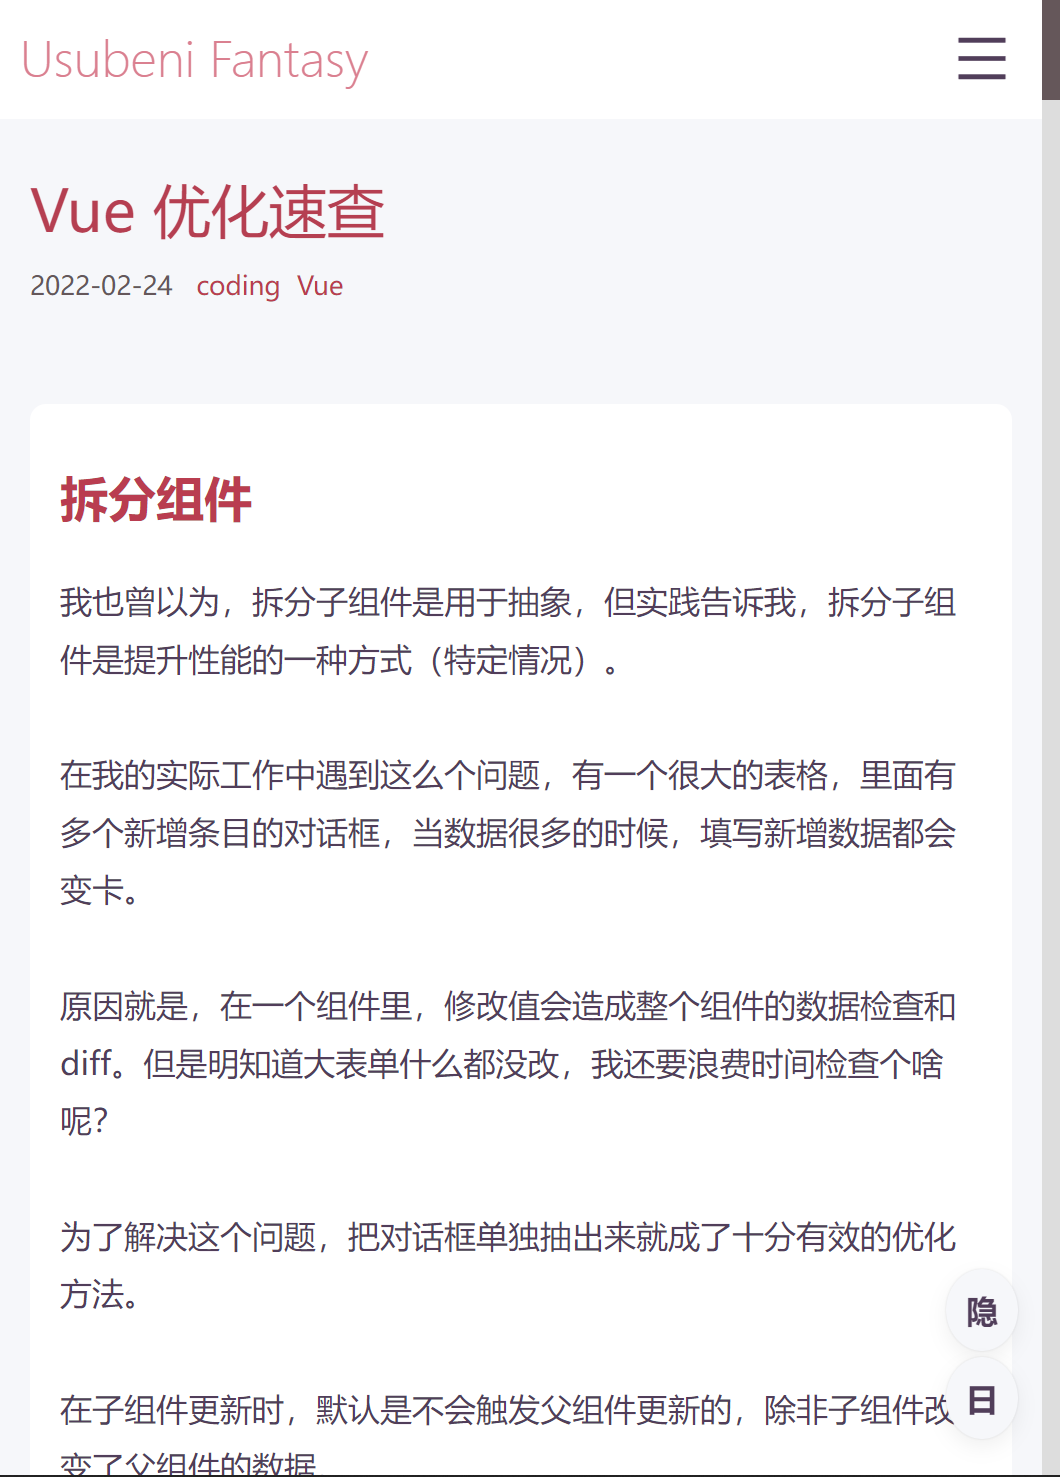 Usubeni Fantasy
Vue 优化速查
2022-02-24 coding Vue
拆分组件
我也曾以为，拆分子组件是用于抽象，但实践告诉我，拆分子组
件是提升性能的一种方式（特定情况）。
在我的实际工作中遇到这么个问题，有一个很大的表格，里面有
多个新增条目的对话框，当数据很多的时候，填写新增数据都会
变卡。
原因就是，在一个组件里，修改值会造成整个组件的数据检查和
diff。但是明知道大表单什么都没改，我还要浪费时间检查个啥
呢？
为了解决这个问题，把对话框单独抽出来就成了十分有效的优化
方法。
在子组件更新时，默认是不会触发父组件更新的，除非子组件改
变了父组件的数据
隐
日